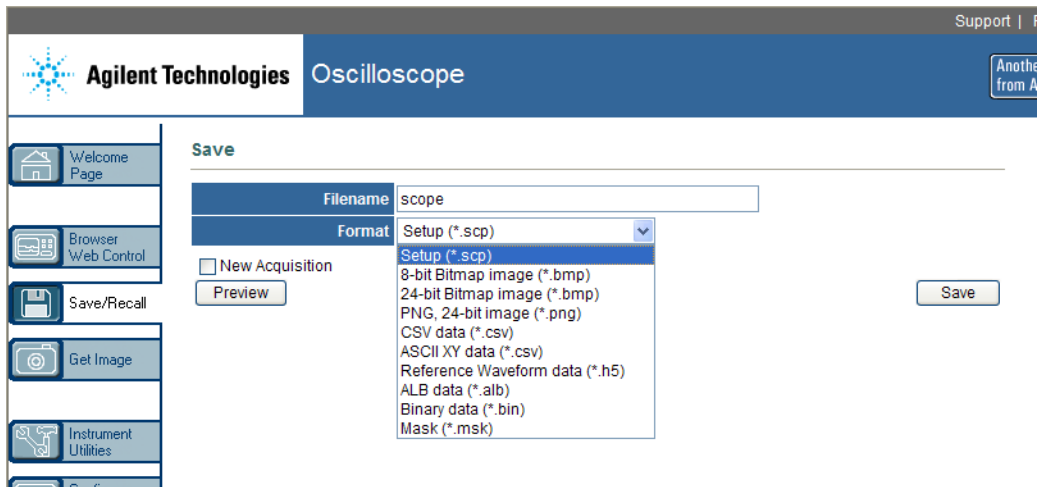 Support |
Agilent Technologies
Oscilloscope
Another
from A
Welcome
Page
Browser
Web Control
Save/Recall
Get Image
Instrument
Utilities
Save
Filename scope
Format Setup (*.scp)
Setup (*.scp)
8-bit Bitmap image (*.bmp)
24-bit Bitmap image (*.bmp)
PNG, 24-bit image (*.png)
CSV data (*.csv)
ASCII XY data (*.csv)
Reference Waveform data (*.h5)
ALB data (*.alb)
Binary data (*.bin)
Mask (*.msk)
New Acquisition
Preview
Save